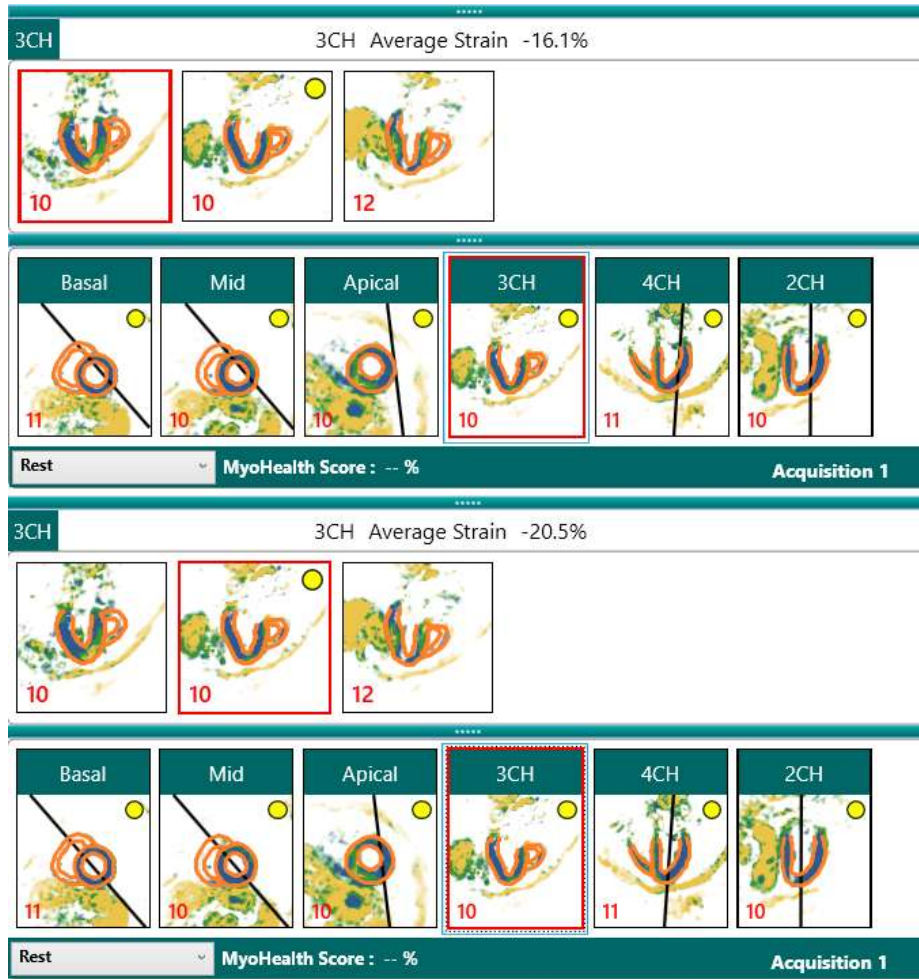 3CH 3CH Average Strain -16.1%
10 10 12
Basal Mid Apical 3CH 4CH 2CH
11 10 10 10 11 10
Rest MyoHealth Score : -- % Acquisition 1
3CH 3CH Average Strain -20.5%
10 10 12
Basal Mid Apical 3CH 4CH 2CH
11 10 10 10 11 10
Rest MyoHealth Score : -- % Acquisition 1